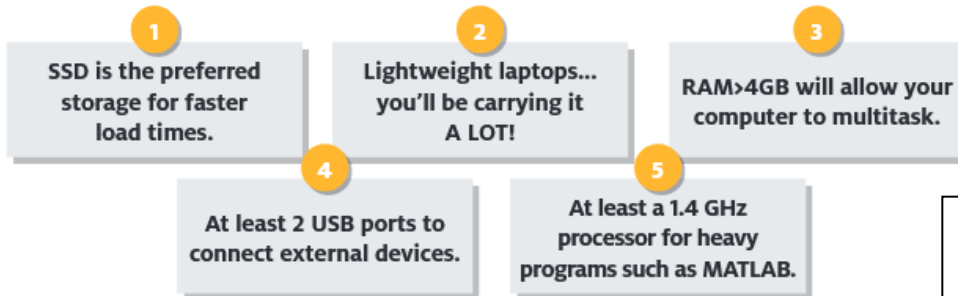 1
SSD is the preferred
storage for faster
load times.
2
Lightweight laptops...
you'll be carrying it
A LOT!
3
RAM>4GB will allow your
computer to multitask.
4
At least 2 USB ports to
connect external devices.
5
At least a 1.4 GHz
processor for heavy
programs such as MATLAB.